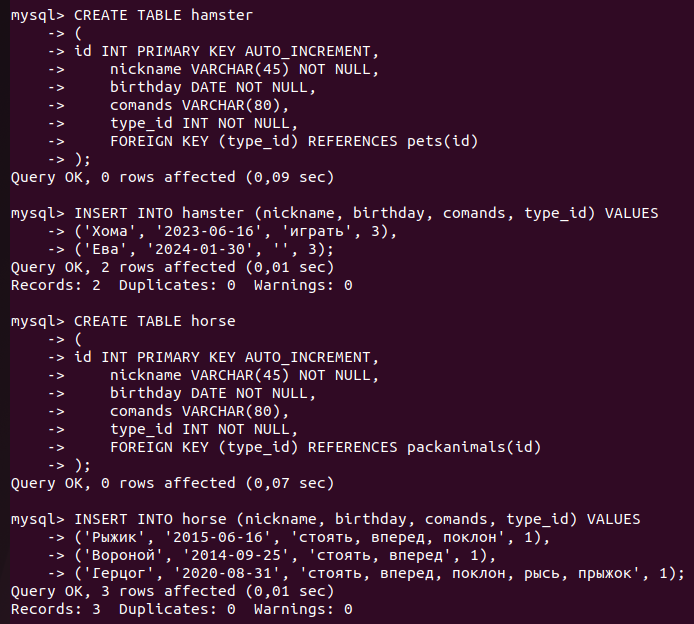 mysql> CREATE TABLE hamster
    -> (
    -> id INT PRIMARY KEY AUTO_INCREMENT,
    ->     nickname VARCHAR(45) NOT NULL,
    ->     birthday DATE NOT NULL,
    ->     comands VARCHAR(80),
    ->     type_id INT NOT NULL,
    ->     FOREIGN KEY (type_id) REFERENCES pets(id)
    -> );
Query OK, 0 rows affected (0,09 sec)

mysql> INSERT INTO hamster (nickname, birthday, comands, type_id) VALUES
    -> ('Хома', '2023-06-16', 'играть', 3),
    -> ('Ева', '2024-01-30', '', 3);
Query OK, 2 rows affected (0,01 sec)
Records: 2  Duplicates: 0  Warnings: 0

mysql> CREATE TABLE horse
    -> (
    -> id INT PRIMARY KEY AUTO_INCREMENT,
    ->     nickname VARCHAR(45) NOT NULL,
    ->     birthday DATE NOT NULL,
    ->     comands VARCHAR(80),
    ->     type_id INT NOT NULL,
    ->     FOREIGN KEY (type_id) REFERENCES packanimals(id)
    -> );
Query OK, 0 rows affected (0,07 sec)

mysql> INSERT INTO horse (nickname, birthday, comands, type_id) VALUES
    -> ('Рыжик', '2015-06-16', 'стоять, вперед, поклон', 1),
    -> ('Вороной', '2014-09-25', 'стоять, вперед', 1),
    -> ('Герцог', '2020-08-31', 'стоять, вперед, поклон, рысь, прыжок', 1);
Query OK, 3 rows affected (0,01 sec)
Records: 3  Duplicates: 0  Warnings: 0